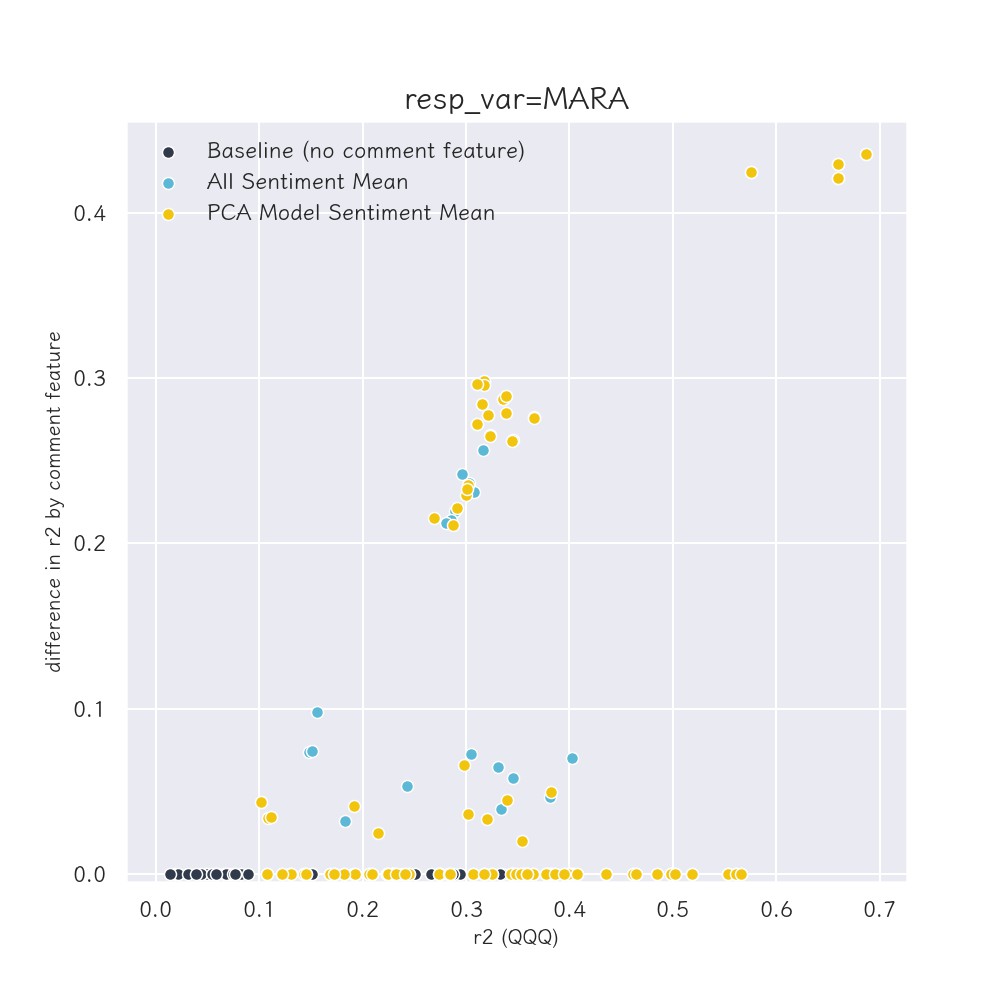 resp_var=MARA
Baseline (no comment feature)
All Sentiment Mean
PCA Model Sentiment Mean
difference in r2 by comment feature
0.4
0.3
0.2
0.1
0.0
0.0 0.1 0.2 0.3 0.4 0.5 0.6 0.7
r2 (QQQ)